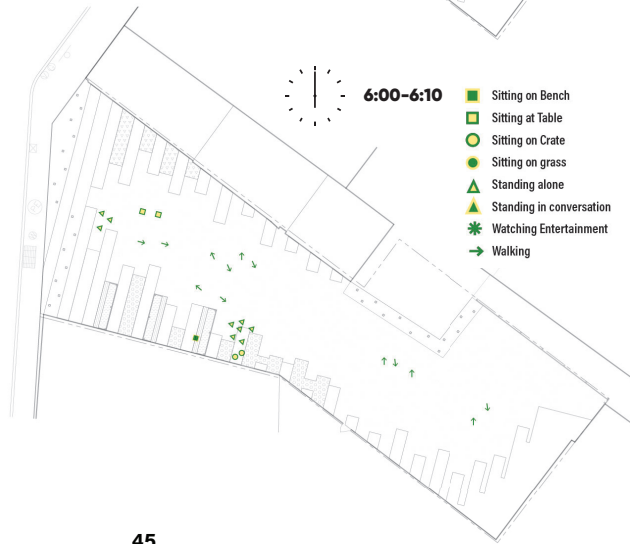 6:00-6:10
Sitting on Bench
Sitting at Table
Sitting on Crate
Sitting on grass
Standing alone
Standing in conversation
Watching Entertainment
Walking
45